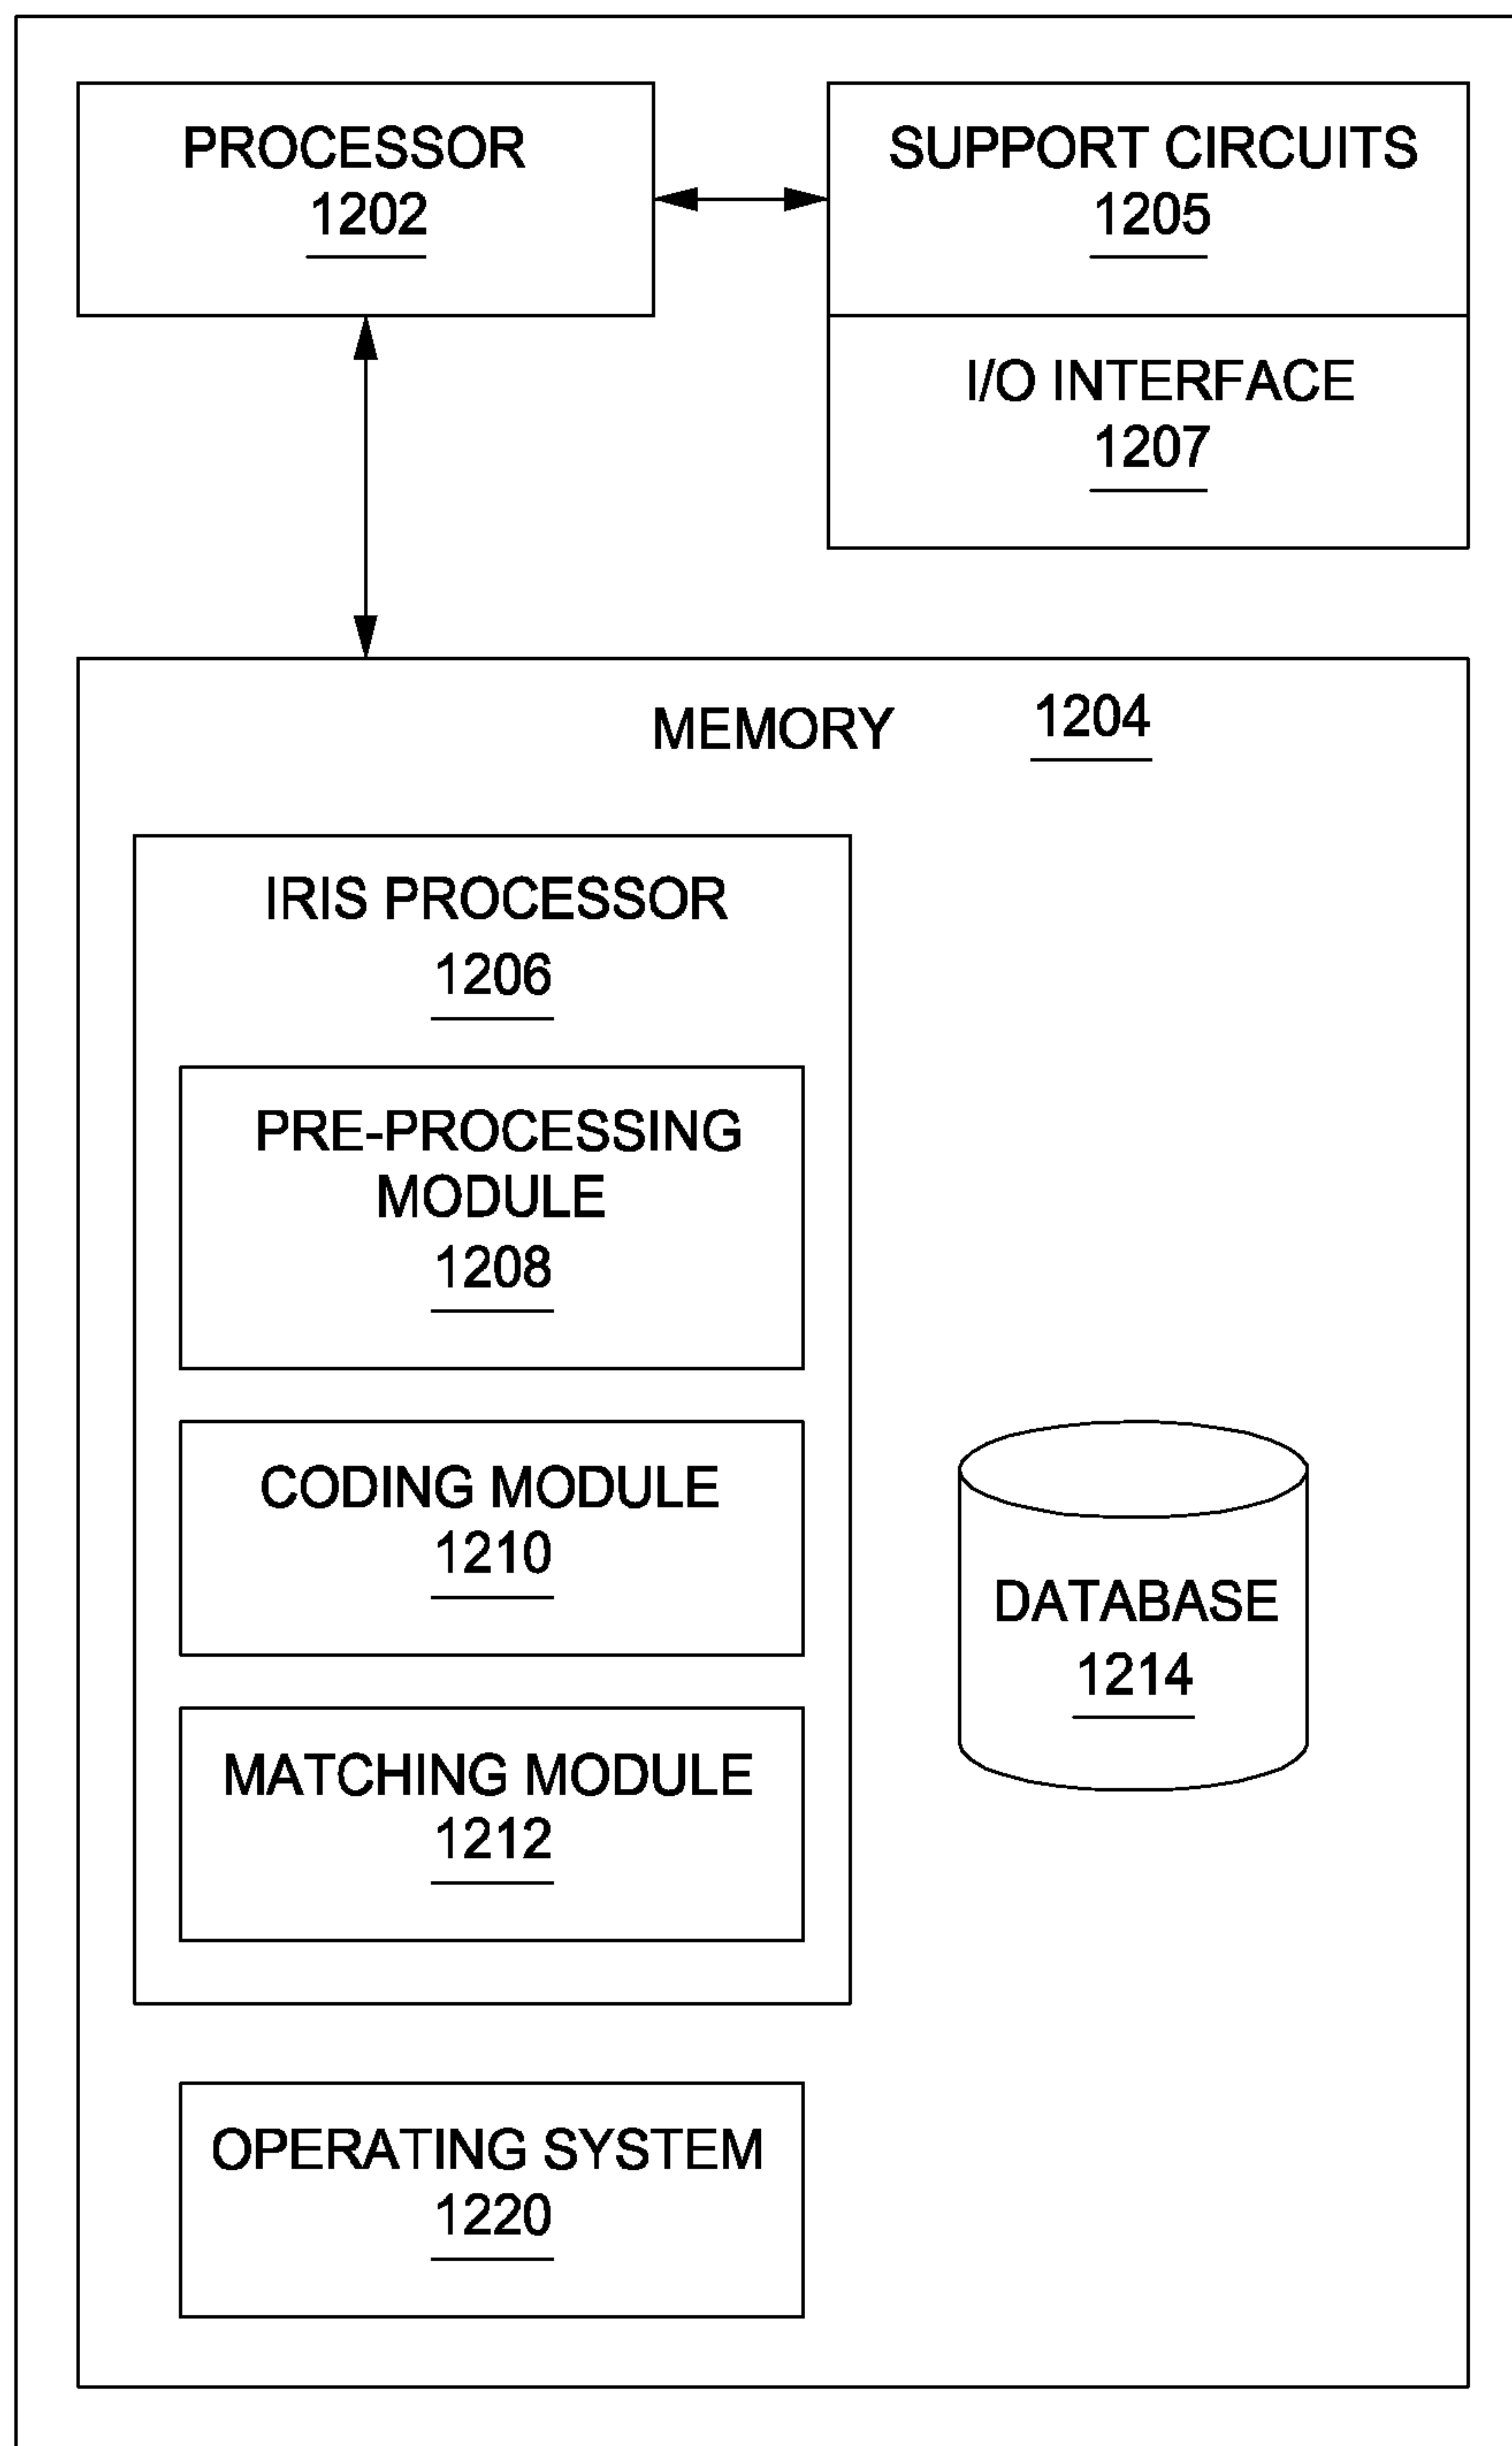 PROCESSOR
1202
SUPPORT CIRCUITS
1205
I/O INTERFACE
1207
MEMORY 1204
IRIS PROCESSOR
1206
PRE-PROCESSING
MODULE
1208
CODING MODULE
1210
MATCHING MODULE
1212
DATABASE
1214
OPERATING SYSTEM
1220